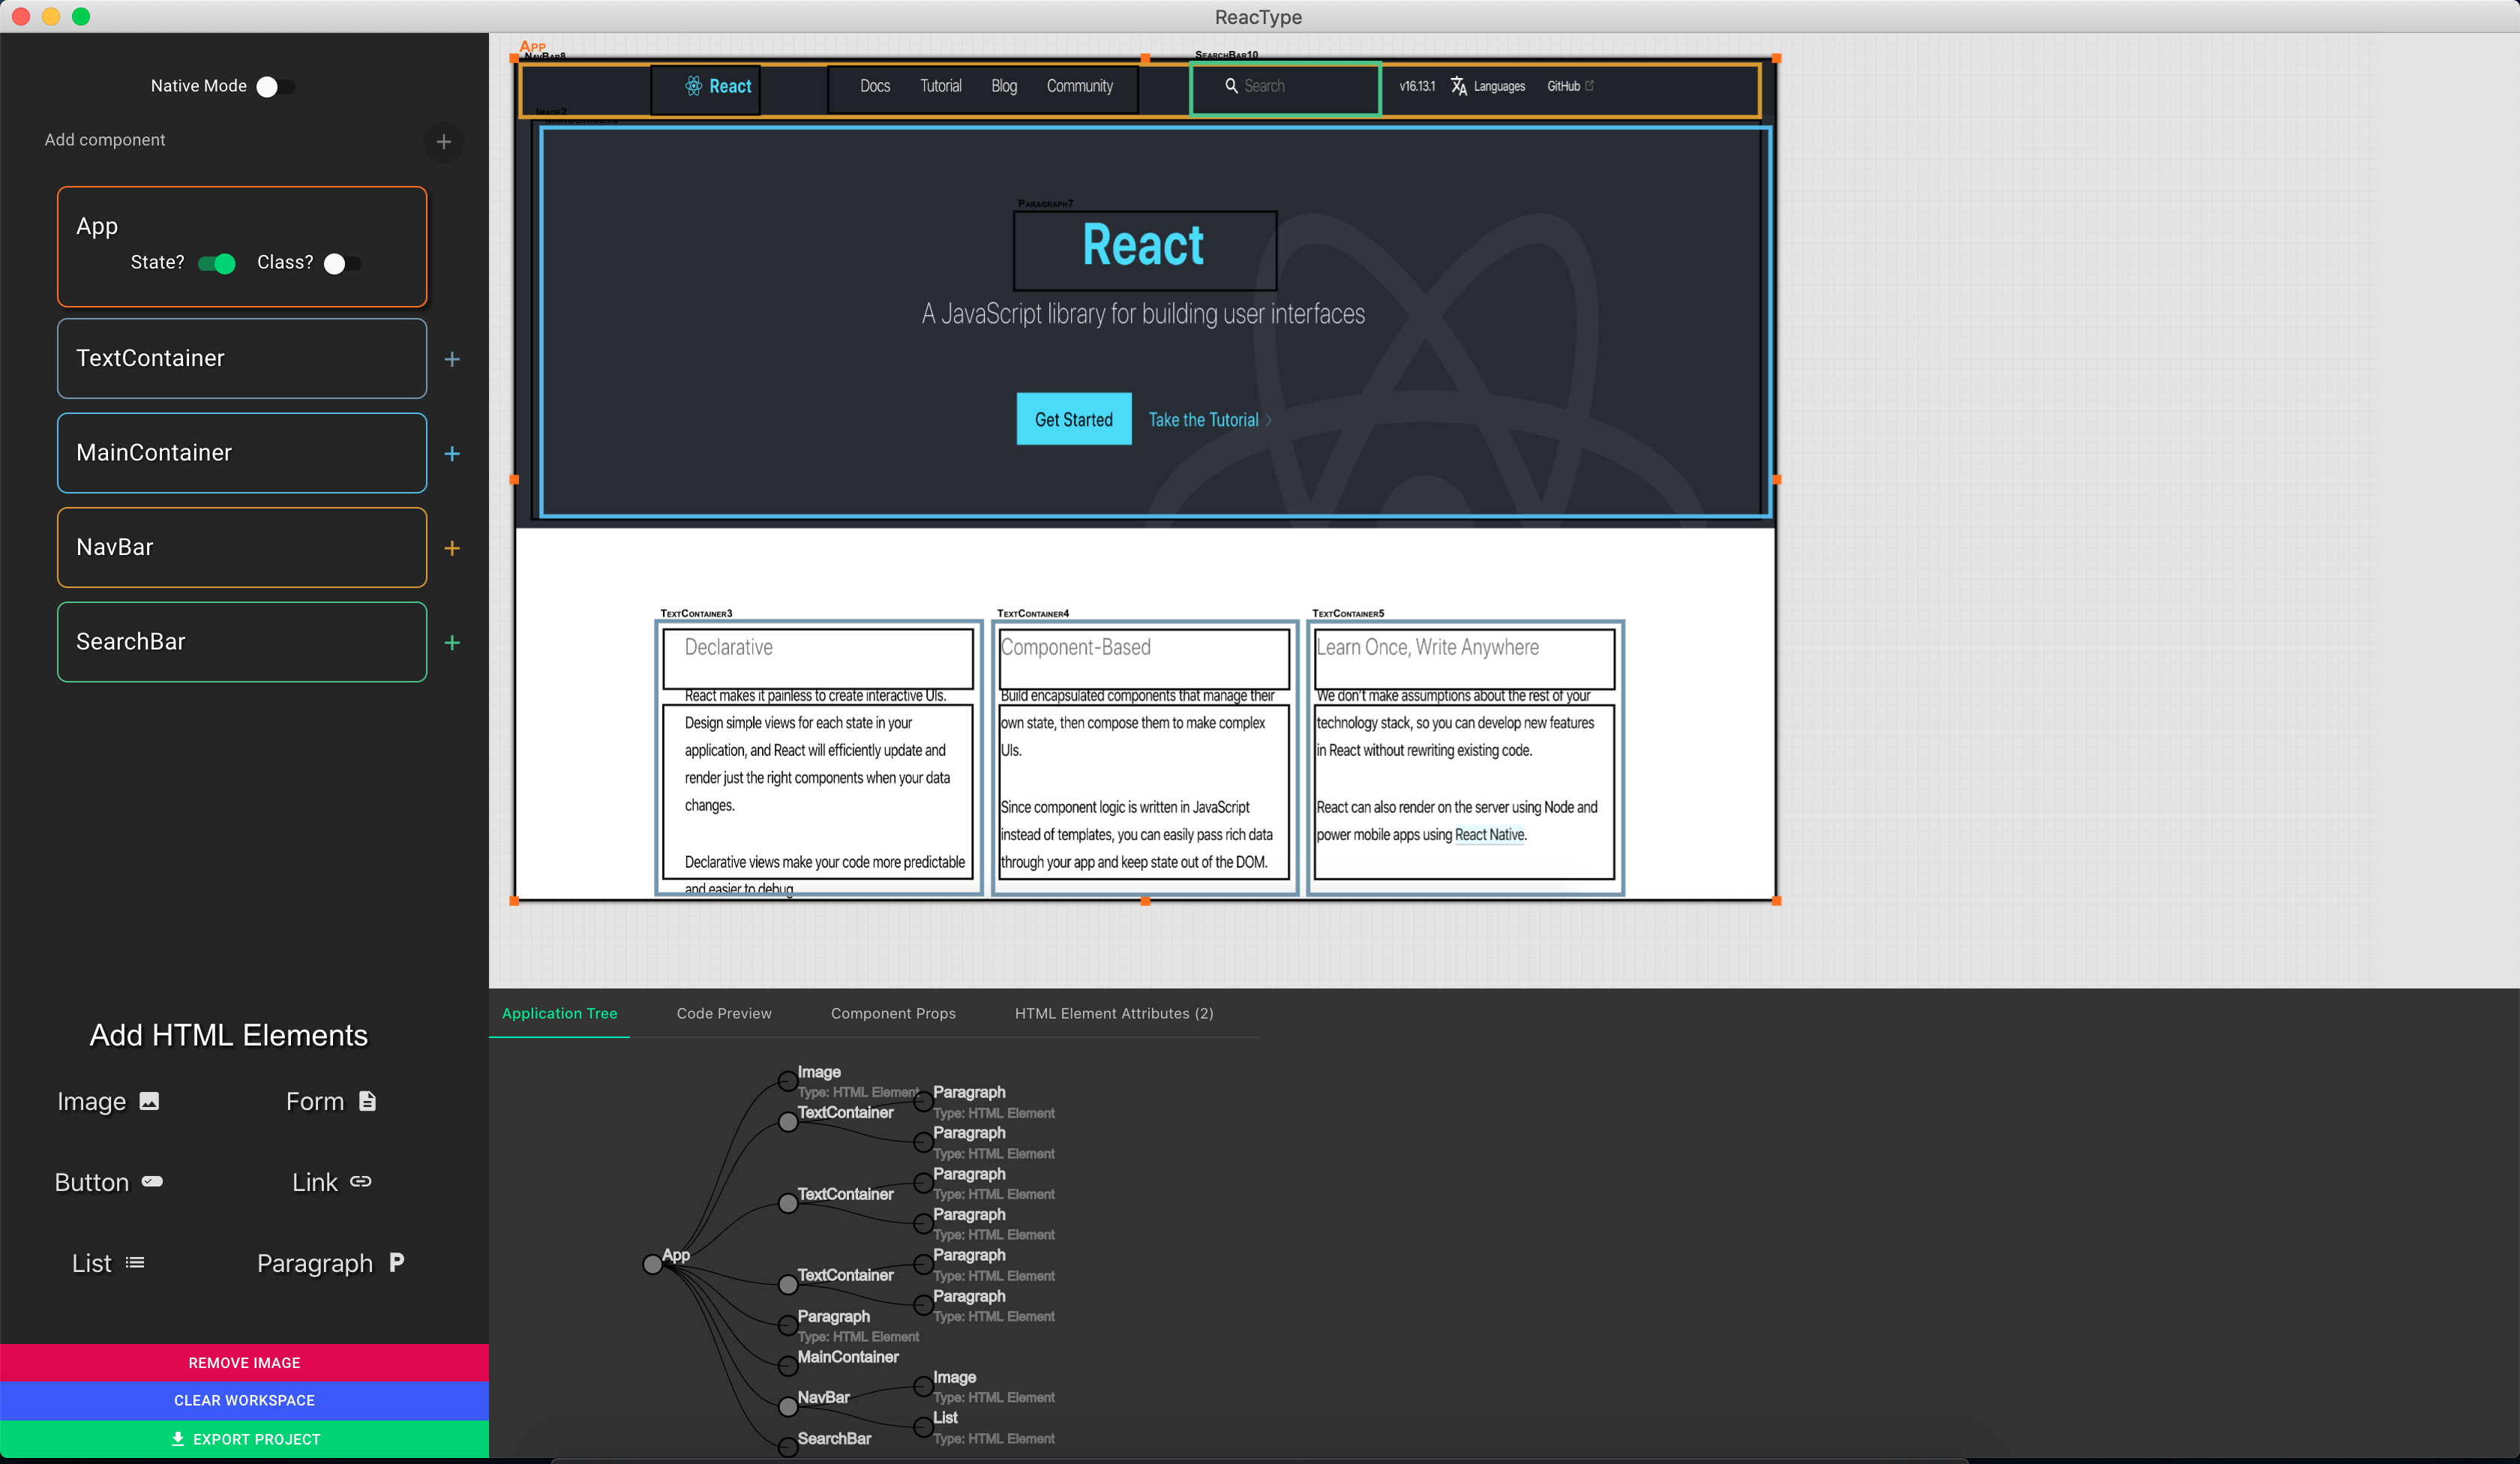 ReacType
Native Mode
Add component
App
State? Class?
TextContainer
MainContainer
NavBar
SearchBar
Add HTML Elements
Image Form
Button Link
List Paragraph P
REMOVE IMAGE
CLEAR WORKSPACE
EXPORT PROJECT
App
NavBar8
SearchBar10
React Docs Tutorial Blog Community Search v16.13.1 Languages GitHub
Image2
Paragraph7
React
A JavaScript library for building user interfaces
Get Started Take the Tutorial
TextContainer3
Declarative
React makes it painless to create interactive UIs.
Design simple views for each state in your
application, and React will efficiently update and
render just the right components when your data
changes.
Declarative views make your code more predictable
and easier to debug
TextContainer4
Component-Based
Build encapsulated components that manage their
own state, then compose them to make complex
UIs.
Since component logic is written in JavaScript
instead of templates, you can easily pass rich data
through your app and keep state out of the DOM.
TextContainer5
Learn Once, Write Anywhere
We don't make assumptions about the rest of your
technology stack, so you can develop new features
in React without rewriting existing code.
React can also render on the server using Node and
power mobile apps using React Native.
Application Tree Code Preview Component Props HTML Element Attributes (2)
App
Image
Type: HTML Element
TextContainer
Paragraph
Type: HTML Element
Paragraph
Type: HTML Element
TextContainer
Paragraph
Type: HTML Element
Paragraph
Type: HTML Element
TextContainer
Paragraph
Type: HTML Element
Paragraph
Type: HTML Element
Paragraph
Type: HTML Element
MainContainer
NavBar
Image
Type: HTML Element
List
Type: HTML Element
SearchBar